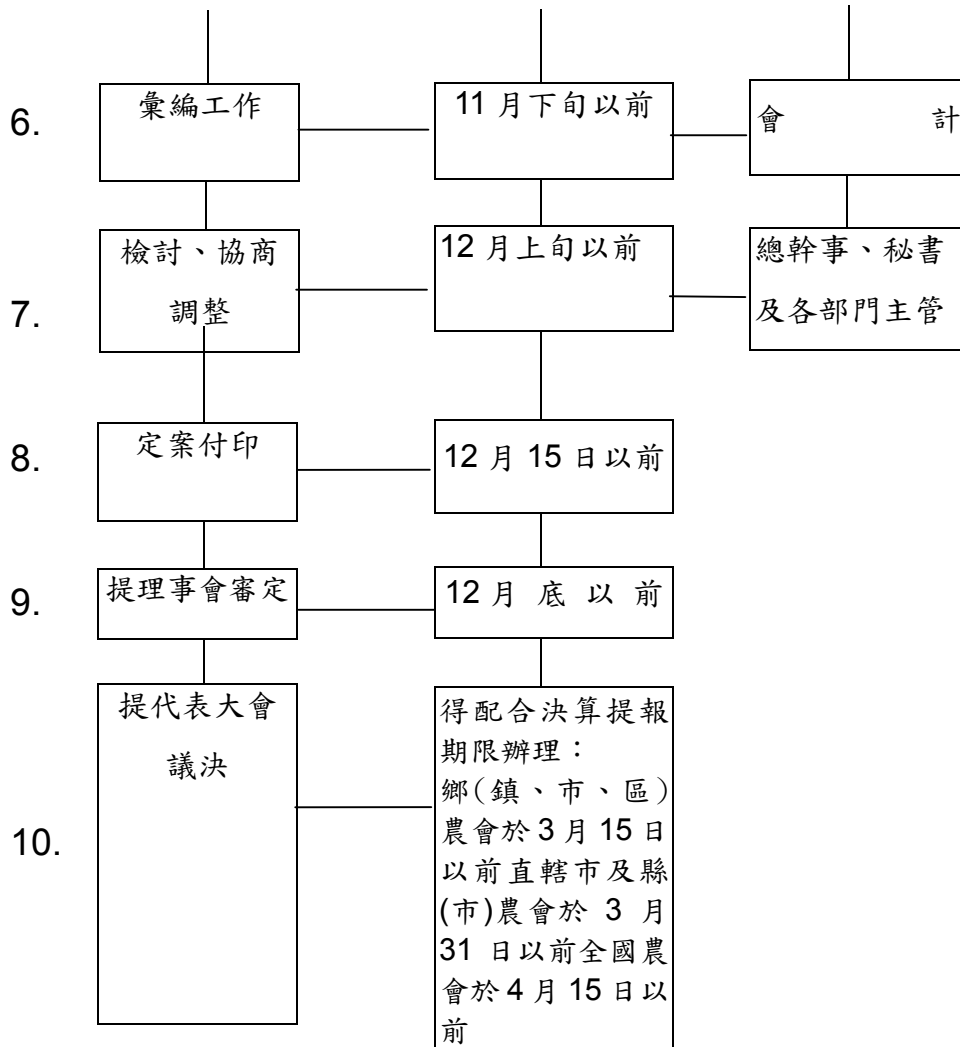 6.
彙編工作
11 月下旬以前
會計
7.
檢討、協商
調整
12 月上旬以前
總幹事、秘書
及各部門主管
8.
定案付印
12 月 15 日以前
9.
提理事會審定
12 月 底 以 前
10.
提代表大會
議決
得配合決算提報
期限辦理：
鄉(鎮、市、區)
農會於 3 月 15 日
以前直轄市及縣
(市)農會於 3 月
31 日以前全國農
會於 4 月 15 日以
前